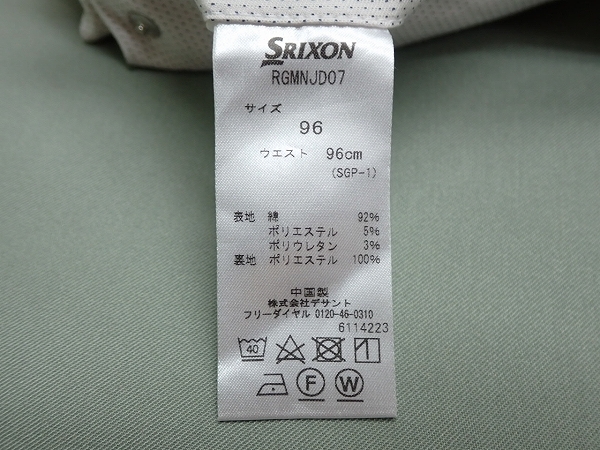 SRIXON
RGMNJD07
サイズ
96
ウエスト 96cm
(SGP-1)
表地 綿 92%
ポリエステル 5%
ポリウレタン 3%
裏地 ポリエステル 100%
中国製
株式会社デサント
フリーダイヤル 0120-46-0310
6114223
40
F W